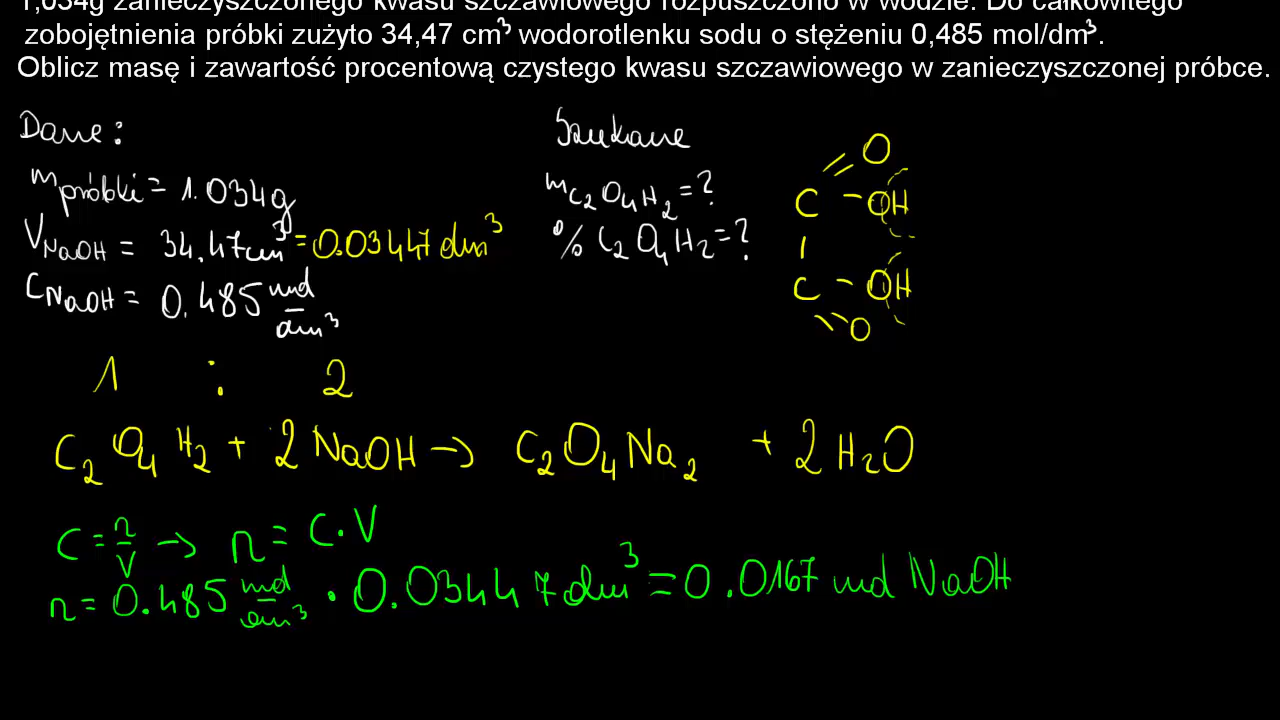 1,034g zanieczyszczonego kwasu szczawiowego rozpuszczono w wodzie. Do całkowitego
zobojętnienia próbki zużyto 34,47 cm³ wodorotlenku sodu o stężeniu 0,485 mol/dm³.
Oblicz masę i zawartość procentową czystego kwasu szczawiowego w zanieczyszczonej próbce.
Dane: Szukane
m próbki = 1.034g m C₂O₄H₂ = ?
V NaOH = 34.47cm³ = 0.03447 dm³ % C₂O₄H₂ = ?
C NaOH = 0.485 mol/dm³
O
C - OH
C - OH
O
1 : 2
C₂O₄H₂ + 2 NaOH → C₂O₄Na₂ + 2 H₂O
C = n/V → n = C·V
n = 0.485 mol/dm³ · 0.03447 dm³ = 0.0167 mol NaOH